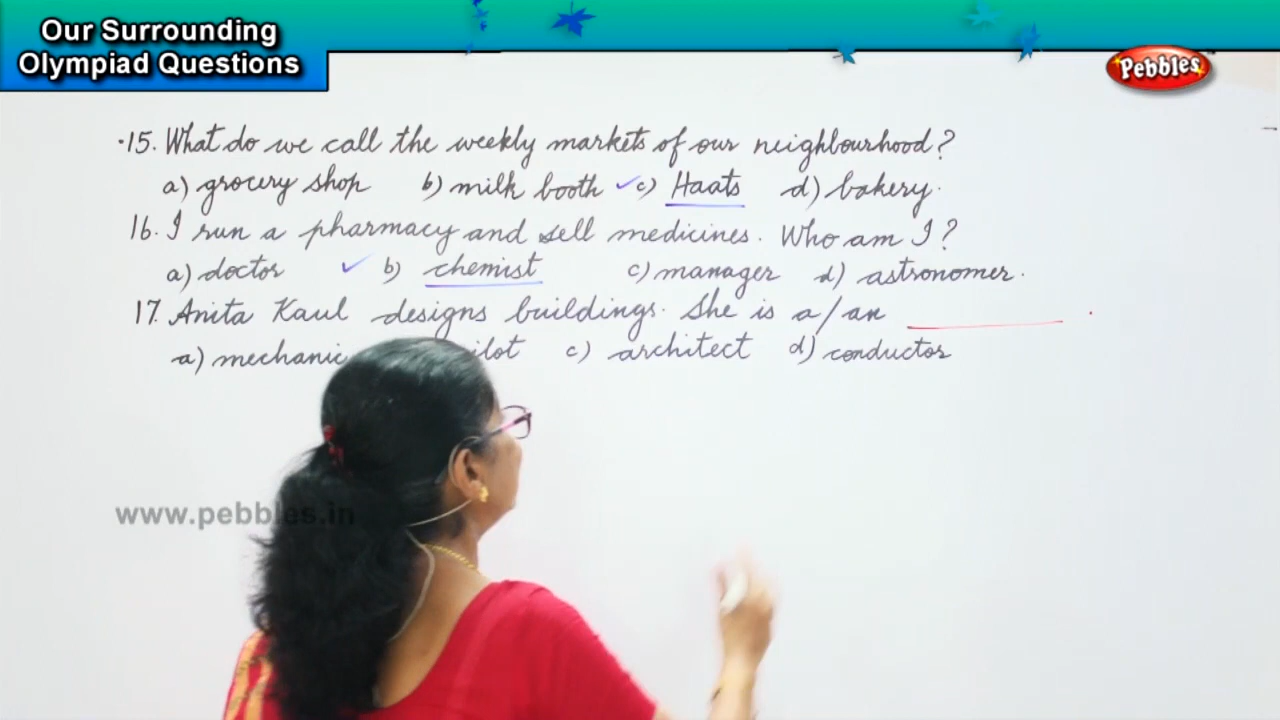 Our Surrounding
Olympiad Questions
Pebbles
15. What do we call the weekly markets of our neighbourhood?
a) grocery shop b) milk booth ✓c) Haats d) bakery.
16. I run a pharmacy and sell medicines. Who am I?
a) doctor ✓ b) chemist c) manager d) astronomer.
17. Anita Kaul designs buildings. She is a/an ________ .
a) mechanic c) architect d) conductor
www.pebbles.in